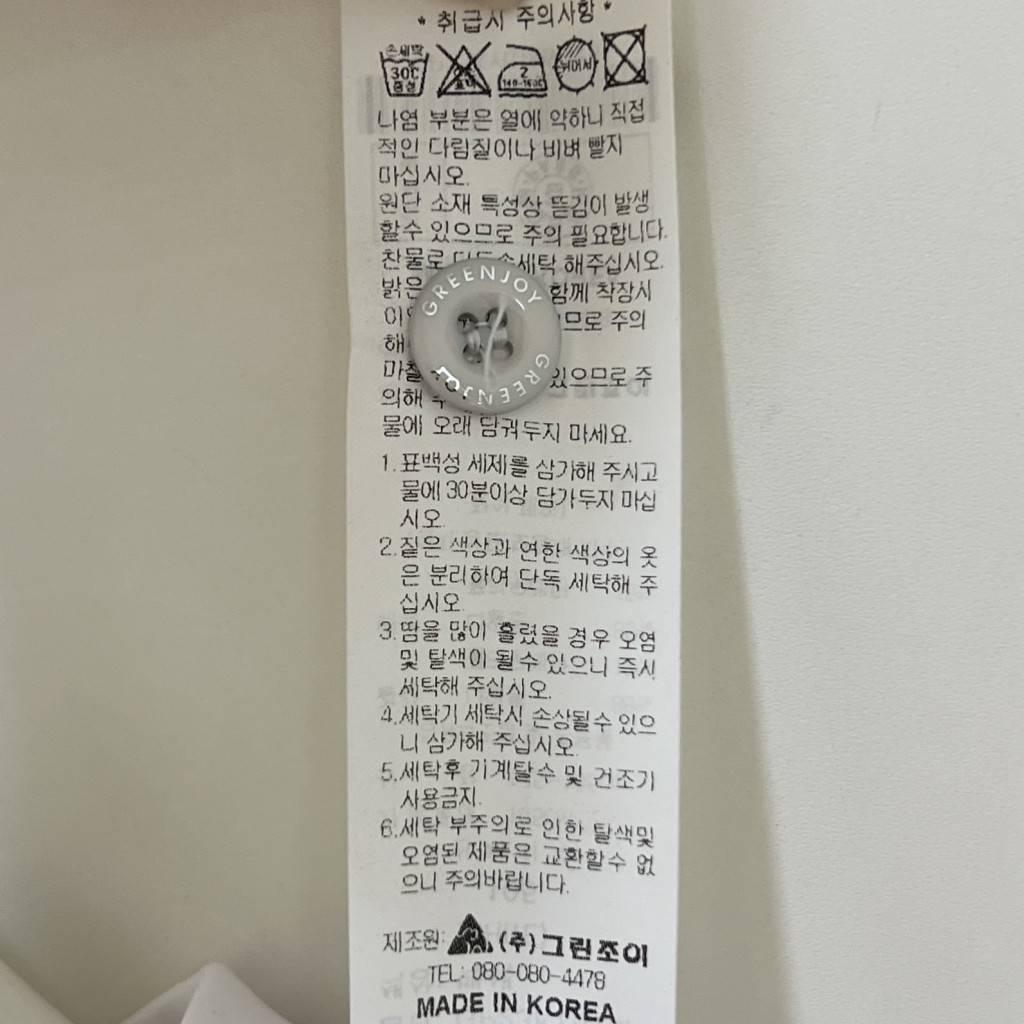 * 취급시 주의사항 *
손세탁
30C
중성
2
140-160C
뉘어서
나염 부분은 열에 약하니 직접
적인 다림질이나 비벼 빨지
마십시오.
원단 소재 특성상 뜯김이 발생
할수 있으므로 주의 필요합니다.
찬물로 세탁 해주십시오.
밝은 함께 착장시
므로 주의
해
마찰 있으므로 주
의해
물에 오래 담궈두지 마세요.
GREENJOY
GREENJOY
1.표백성 세제를 삼가해 주시고
물에 30분이상 담가두지 마십
시오.
2.짙은 색상과 연한 색상의 옷
은 분리하여 단독 세탁해 주
십시오.
3.땀을 많이 흘렸을 경우 오염
및 탈색이 될수 있으니 즉시
세탁해 주십시오.
4.세탁기 세탁시 손상될수 있으
니 삼가해 주십시오.
5.세탁후 기계탈수 및 건조기
사용금지.
6.세탁 부주의로 인한 탈색및
오염된 제품은 교환할수 없
으니 주의바랍니다.
제조원: (주)그린조이
TEL: 080-080-4478
MADE IN KOREA